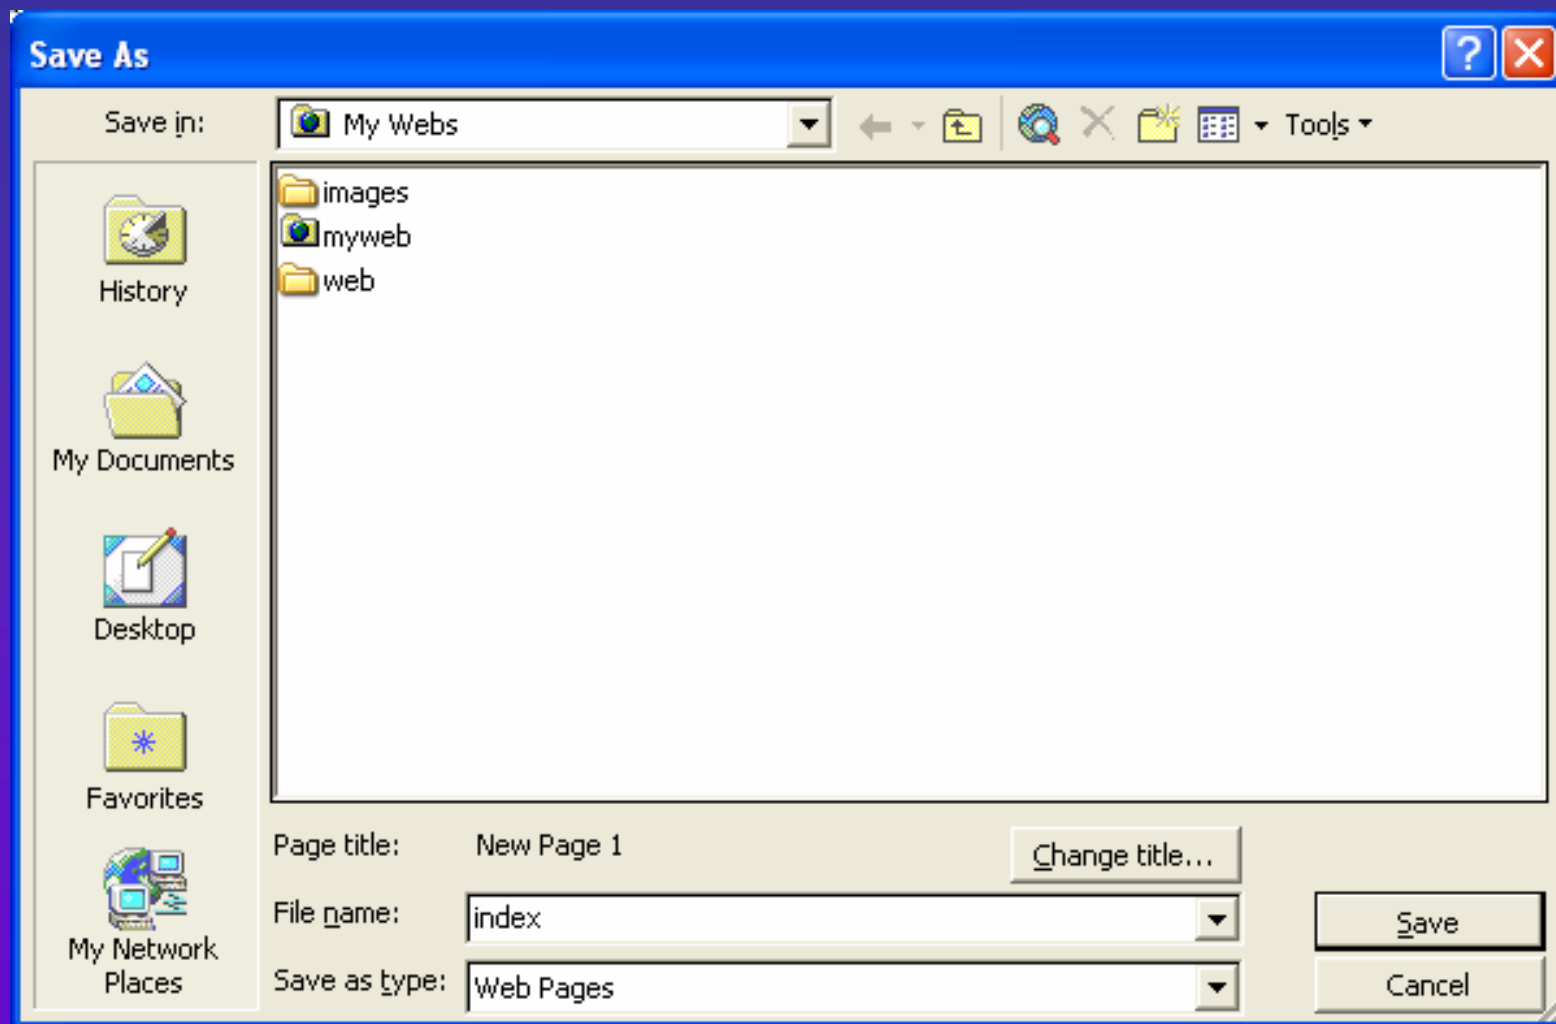 Save As
Save in:
My Webs
Tools
History
My Documents
Desktop
Favorites
My Network
Places
images
myweb
web
Page title:
New Page 1
Change title...
File name:
index
Save
Save as type:
Web Pages
Cancel